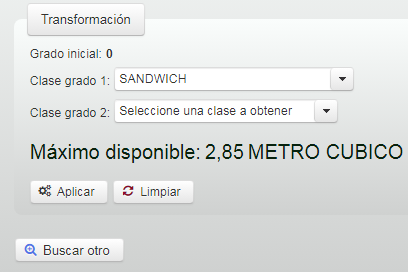 Transformación
Grado inicial: 0
Clase grado 1: SANDWICH
Clase grado 2: Seleccione una clase a obtener
Máximo disponible: 2,85 METRO CUBICO
Aplicar Limpiar
Buscar otro